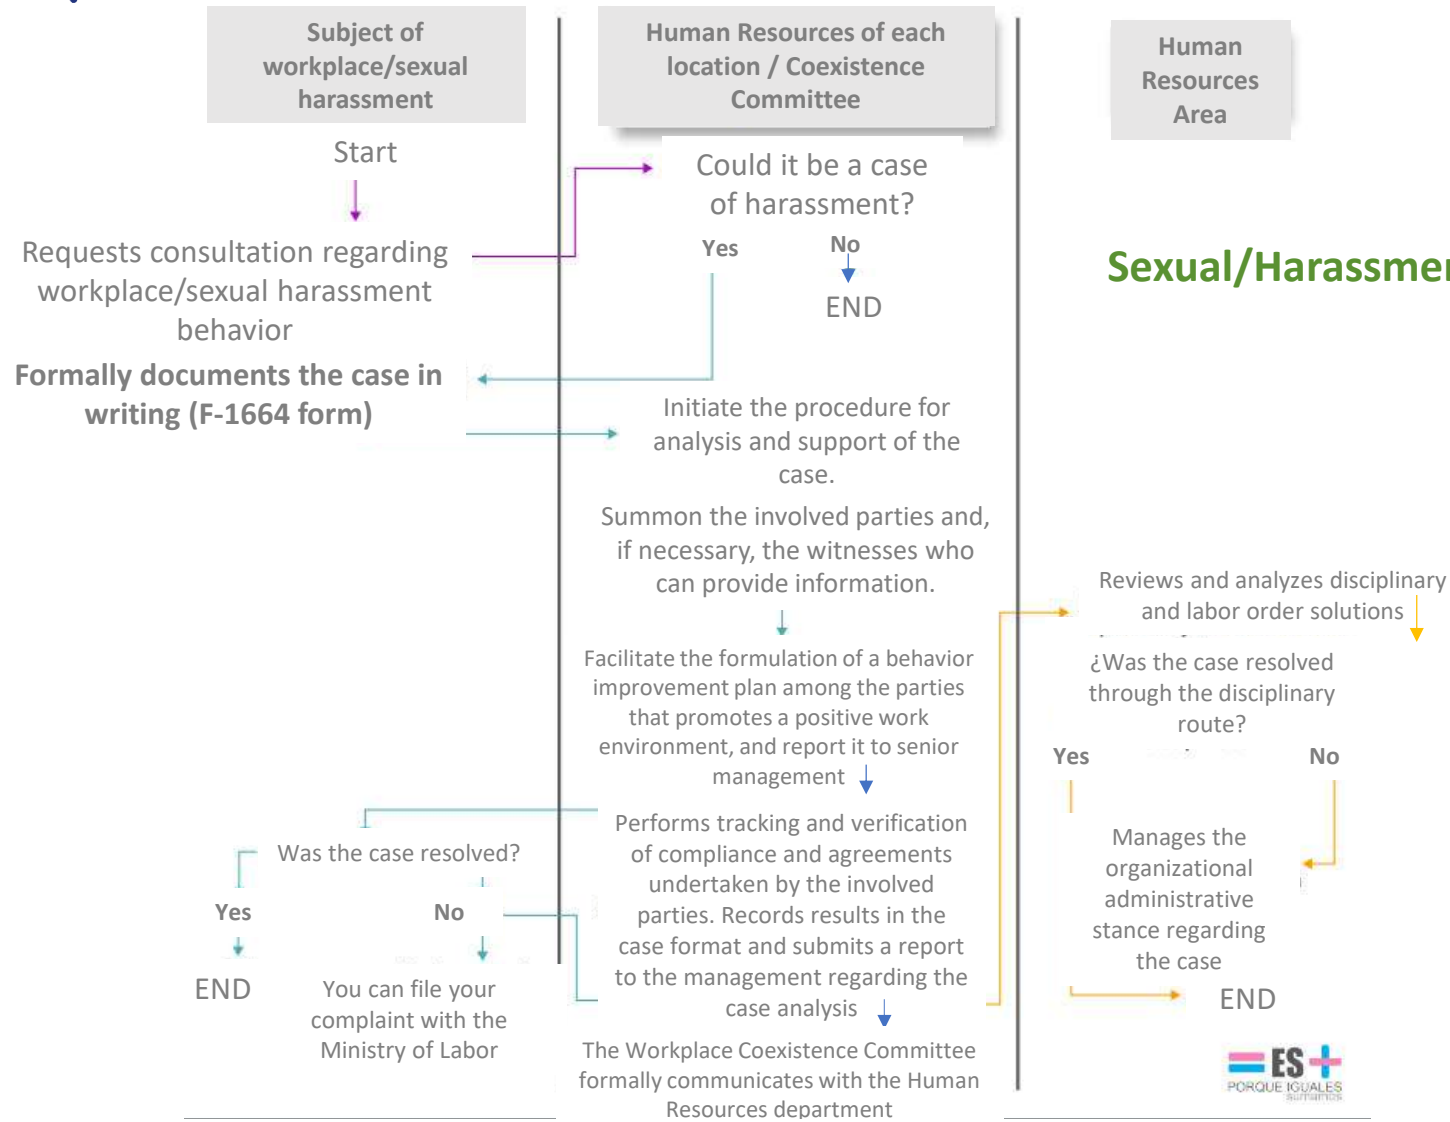 Subject of
workplace/sexual
harassment
Human Resources of each
location / Coexistence
Committee
Human
Resources
Area
Start
Requests consultation regarding
workplace/sexual harassment
behavior
Formally documents the case in
writing (F-1664 form)
Could it be a case
of harassment?
Yes
No
END
Sexual/Harassmen
Initiate the procedure for
analysis and support of the
case.
Summon the involved parties and,
if necessary, the witnesses who
can provide information.
Facilitate the formulation of a behavior
improvement plan among the parties
that promotes a positive work
environment, and report it to senior
management
Performs tracking and verification
of compliance and agreements
undertaken by the involved
parties. Records results in the
case format and submits a report
to the management regarding the
case analysis
The Workplace Coexistence Committee
formally communicates with the Human
Resources department
Was the case resolved?
Yes
No
END
You can file your
complaint with the
Ministry of Labor
Reviews and analyzes disciplinary
and labor order solutions
¿Was the case resolved
through the disciplinary
route?
Yes
No
Manages the
organizational
administrative
stance regarding
the case
END
=ES+
PORQUE IGUALES
sumamos